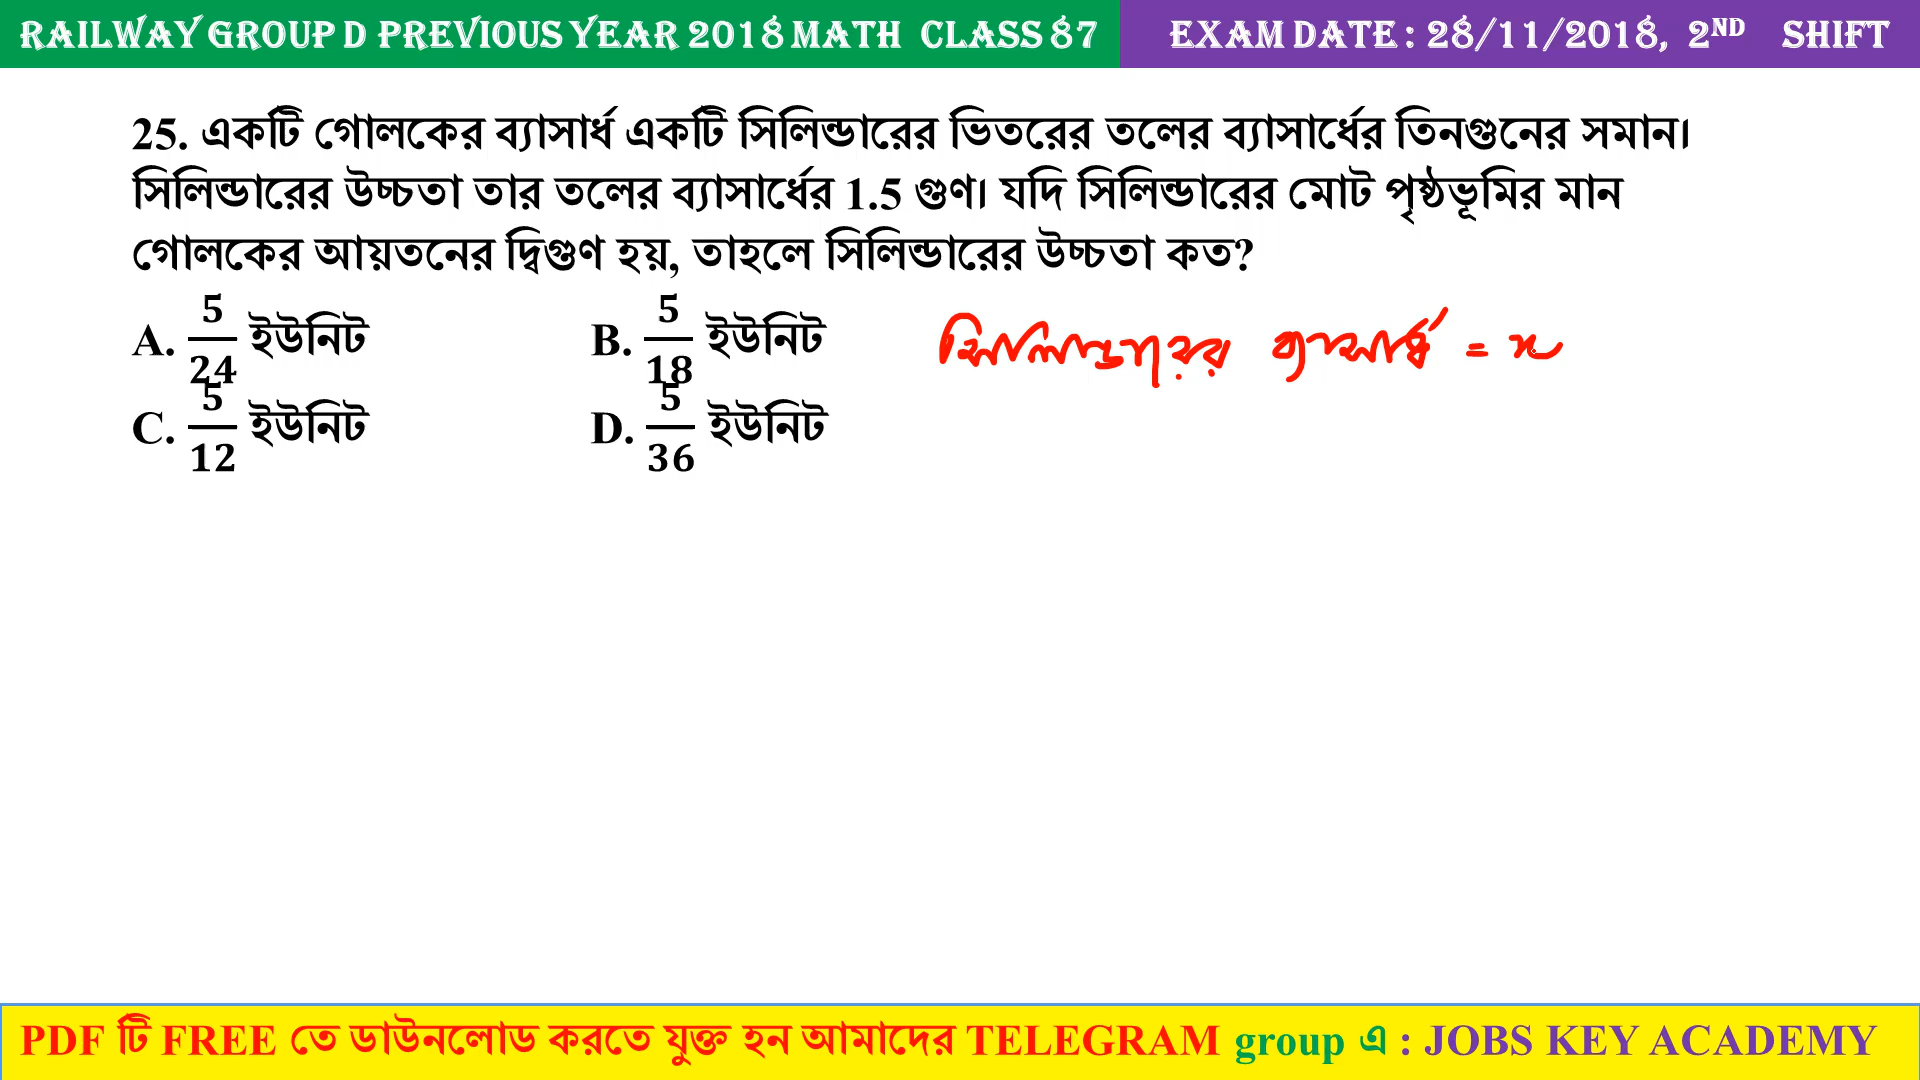 RAILWAY GROUP D PREVIOUS YEAR 2018 MATH CLASS 87 EXAM DATE : 28/11/2018, 2ND SHIFT
25. একটি গোলকের ব্যাসার্ধ একটি সিলিন্ডারের ভিতরের তলের ব্যাসার্ধের তিনগুনের সমান।
সিলিন্ডারের উচ্চতা তার তলের ব্যাসার্ধের 1.5 গুণ। যদি সিলিন্ডারের মোট পৃষ্ঠভূমির মান
গোলকের আয়তনের দ্বিগুণ হয়, তাহলে সিলিন্ডারের উচ্চতা কত?
A. 5/24 ইউনিট B. 5/18 ইউনিট সিলিন্ডারের ব্যাসার্ধ = x
C. 5/12 ইউনিট D. 5/36 ইউনিট
PDF টি FREE তে ডাউনলোড করতে যুক্ত হন আমাদের TELEGRAM group এ : JOBS KEY ACADEMY